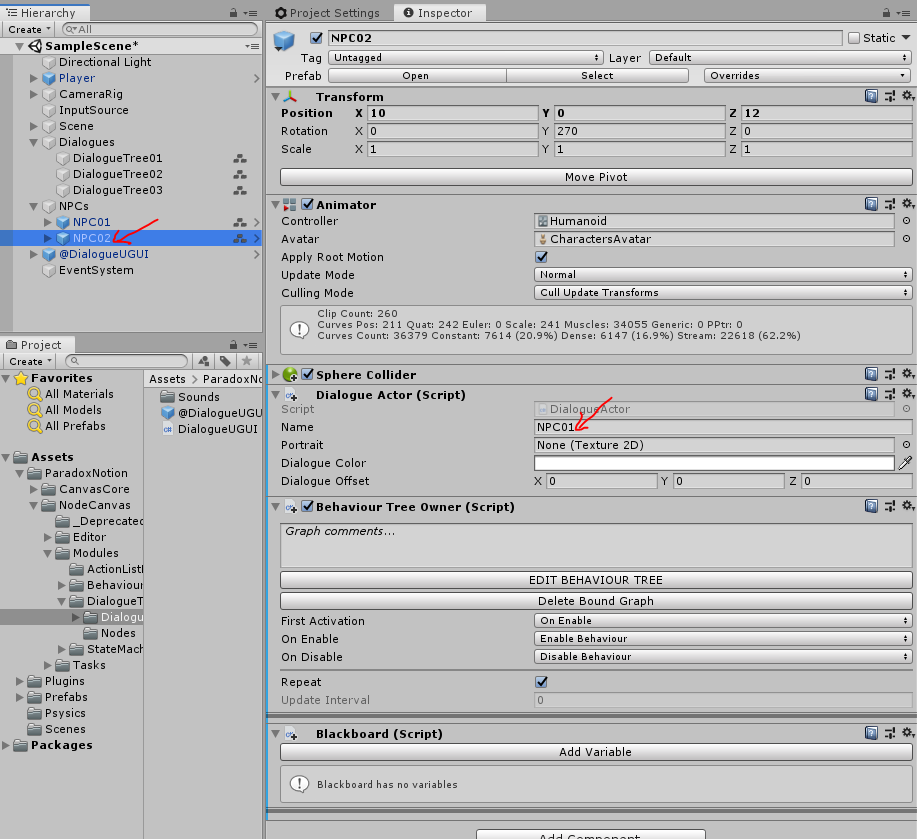 Hierarchy
Create
All
SampleScene*
Directional Light
Player
CameraRig
InputSource
Scene
Dialogues
DialogueTree01
DialogueTree02
DialogueTree03
NPCs
NPC01
NPC02
@DialogueUGUI
EventSystem
Project
Create
Favorites
All Materials
All Models
All Prefabs
Assets
ParadoxNotion
CanvasCore
NodeCanvas
_Deprecated
Editor
Modules
ActionListI
Behaviour
DialogueT
Dialogu
Nodes
StateMach
Tasks
Plugins
Prefabs
Psysics
Scenes
Packages
Assets > ParadoxNo
Sounds
@DialogueUGU
DialogueUGUI
Project Settings
Inspector
NPC02
Static
Tag Untagged Layer Default
Prefab Open Select Overrides
Transform
Position X 10 Y 0 Z 12
Rotation X 0 Y 270 Z 0
Scale X 1 Y 1 Z 1
Move Pivot
Animator
Controller Humanoid
Avatar CharactersAvatar
Apply Root Motion
Update Mode Normal
Culling Mode Cull Update Transforms
Clip Count: 260
Curves Pos: 211 Quat: 242 Euler: 0 Scale: 241 Muscles: 34055 Generic: 0 PPtr: 0
Curves Count: 36379 Constant: 7614 (20.9%) Dense: 6147 (16.9%) Stream: 22618 (62.2%)
Sphere Collider
Dialogue Actor (Script)
Script DialogueActor
Name NPC01
Portrait None (Texture 2D)
Dialogue Color
Dialogue Offset X 0 Y 0 Z 0
Behaviour Tree Owner (Script)
Graph comments...
EDIT BEHAVIOUR TREE
Delete Bound Graph
First Activation On Enable
On Enable Enable Behaviour
On Disable Disable Behaviour
Repeat
Update Interval 0
Blackboard (Script)
Add Variable
Blackboard has no variables
Add Component